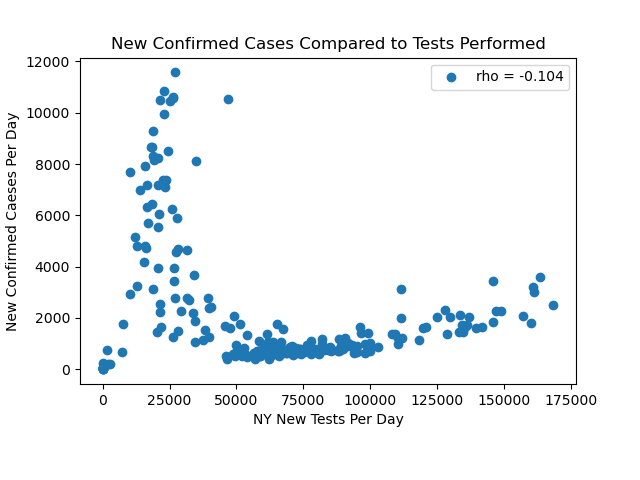 New Confirmed Cases Compared to Tests Performed
rho = -0.104
New Confirmed Caeses Per Day
12000
10000
8000
6000
4000
2000
0
0 25000 50000 75000 100000 125000 150000 175000
NY New Tests Per Day